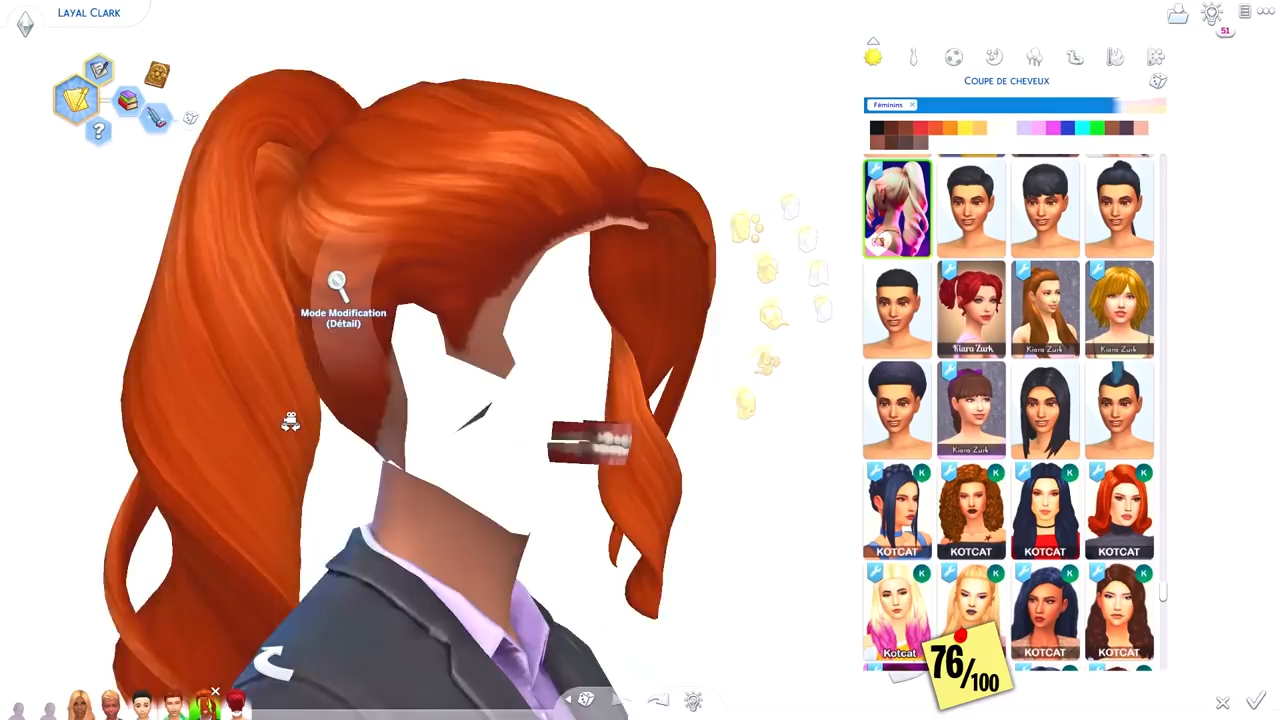 LAYAL CLARK
51
COUPE DE CHEVEUX
Féminins ×
?
Mode Modification
(Détail)
Kiara Zurk
Kiara Zurk
Kiara Zurk
Kiara Zurk
K
K
K
K
KOTCAT
KOTCAT
KOTCAT
KOTCAT
K
K
K
K
Kotcat
KOTCAT
KOTCAT
76/100